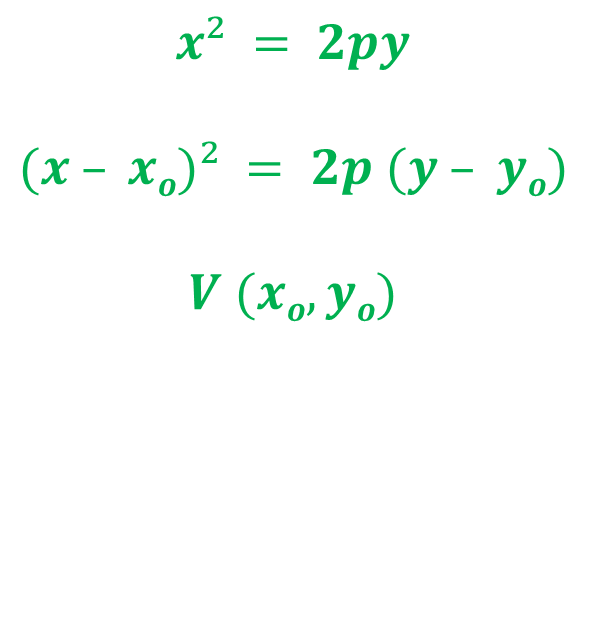 x² = 2py
(x – xₒ)² = 2p (y – yₒ)
V (xₒ, yₒ)